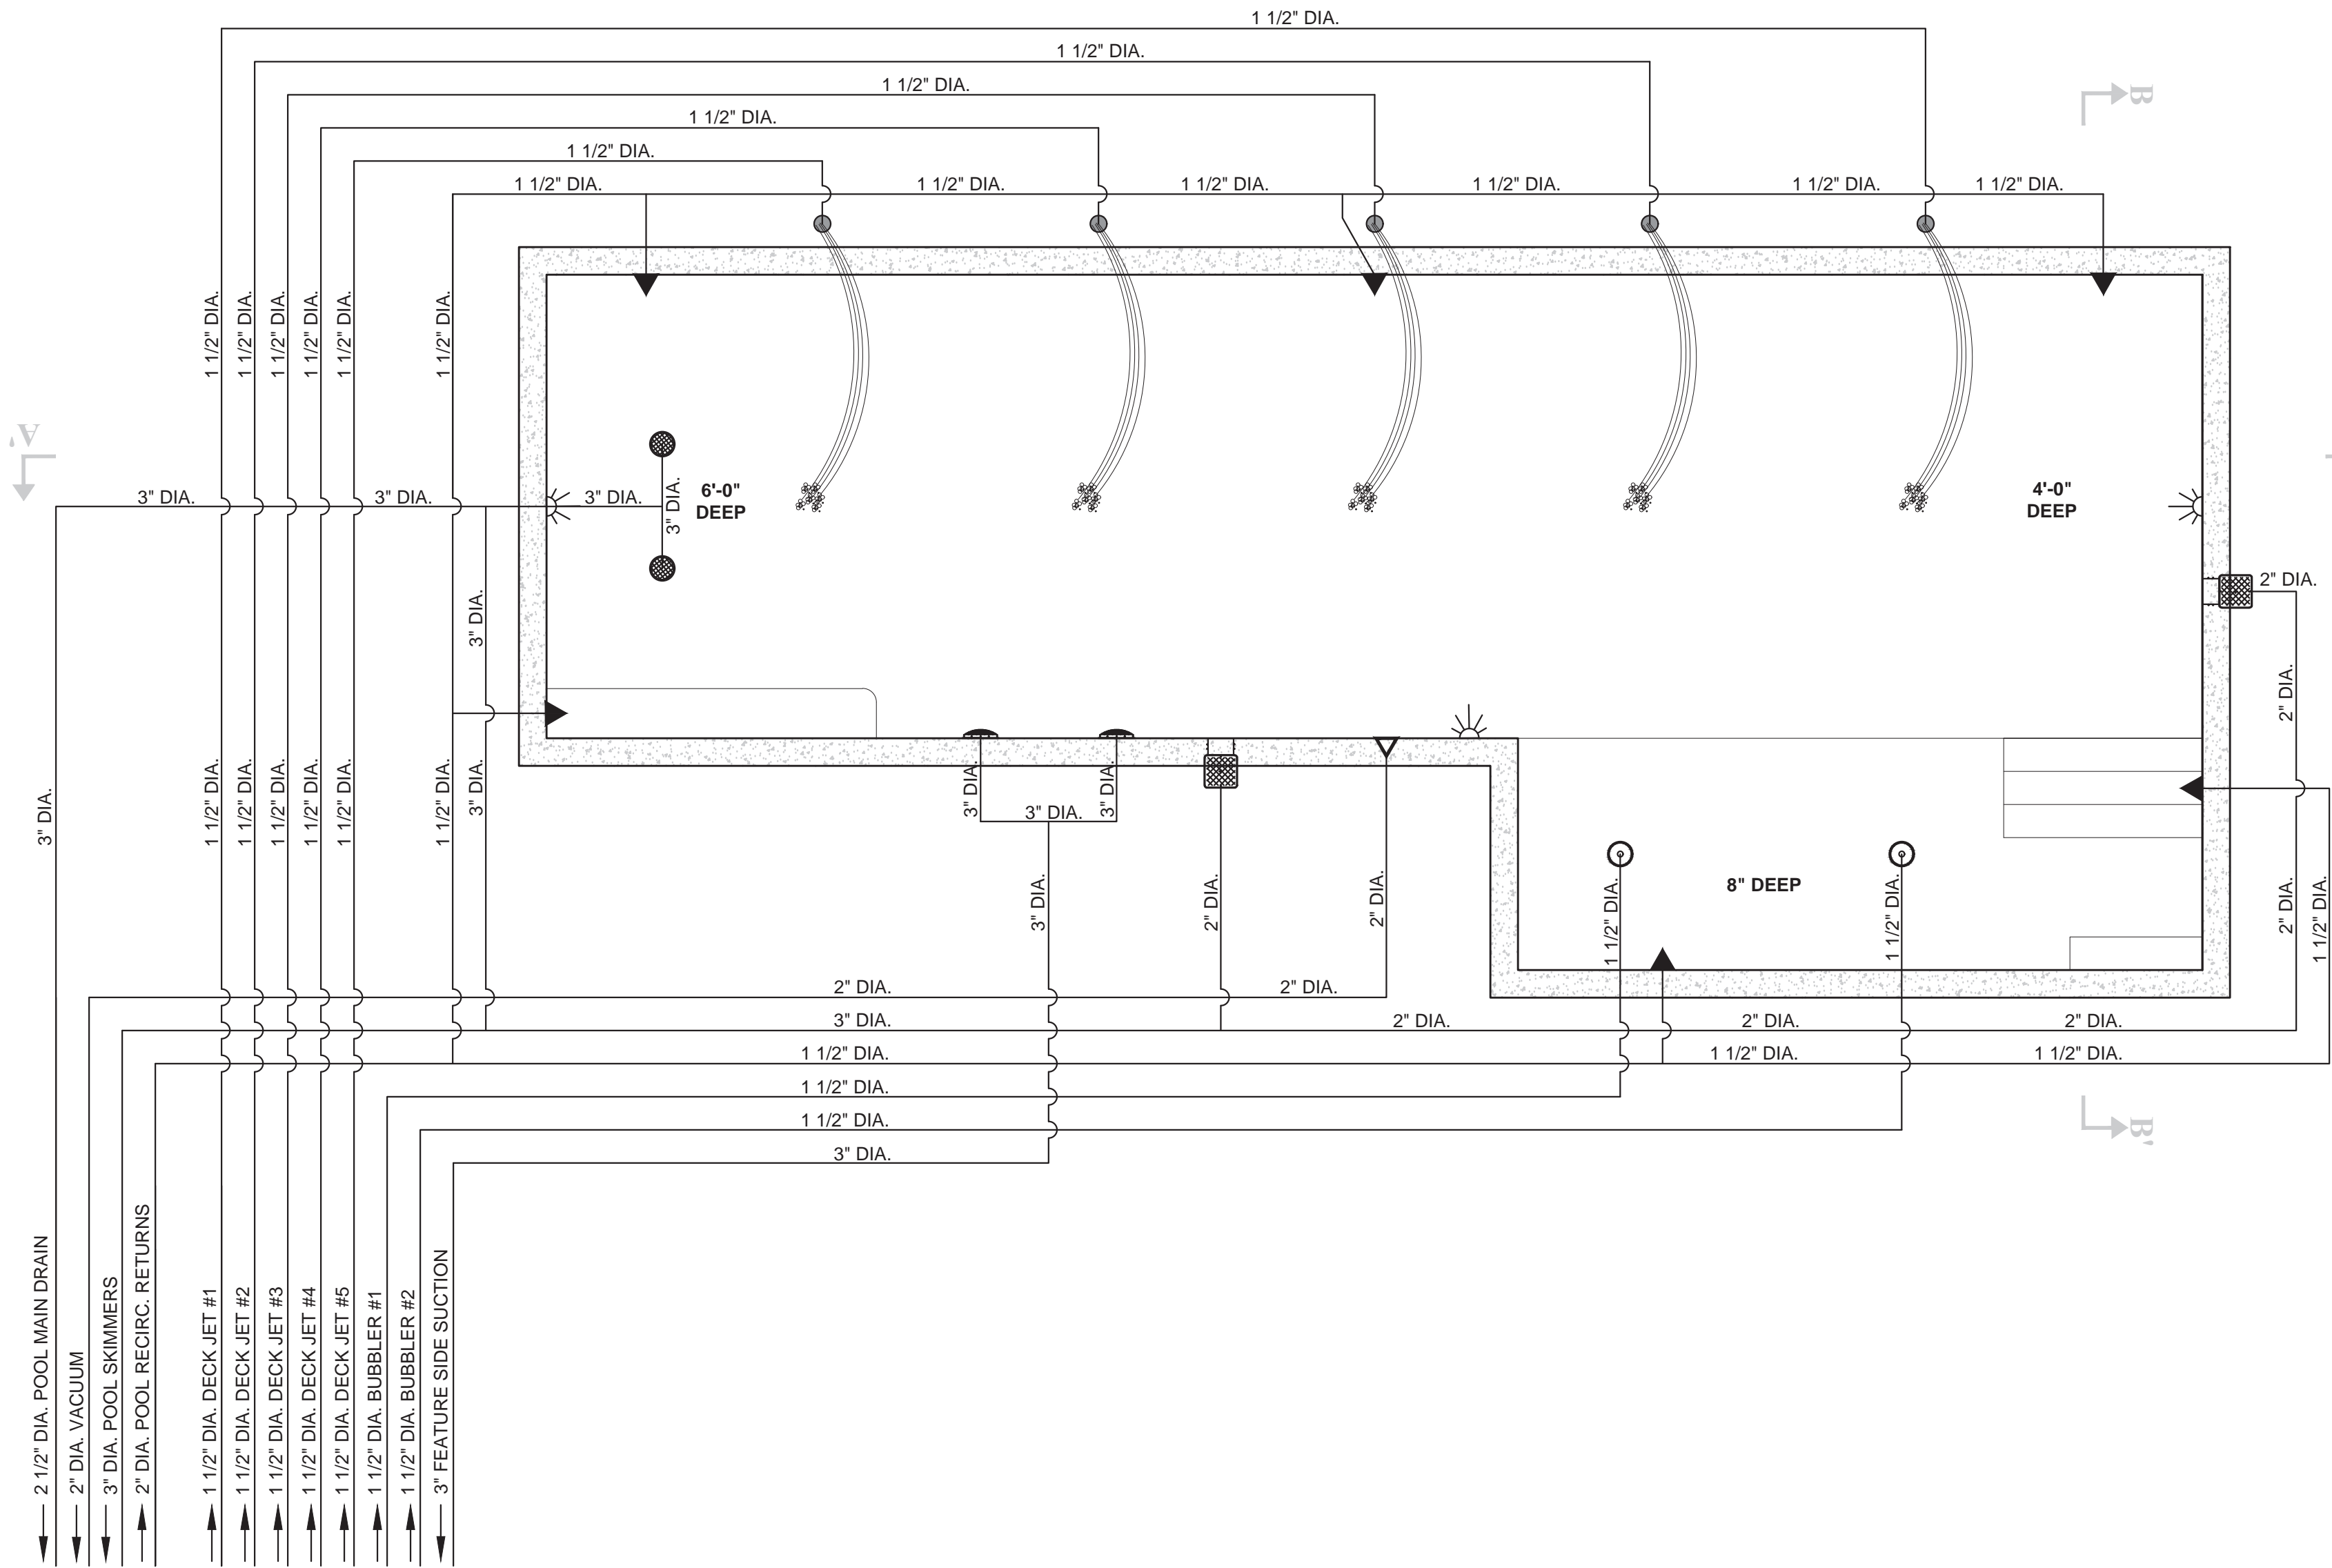 1 1/2" DIA.
1 1/2" DIA.
1 1/2" DIA.
1 1/2" DIA.
1 1/2" DIA.
1 1/2" DIA.
1 1/2" DIA.
1 1/2" DIA.
1 1/2" DIA.
1 1/2" DIA.
1 1/2" DIA.
B
1 1/2" DIA.
1 1/2" DIA.
1 1/2" DIA.
1 1/2" DIA.
1 1/2" DIA.
1 1/2" DIA.
A'
3" DIA.
3" DIA.
3" DIA.
3" DIA.
6'-0"
DEEP
4'-0"
DEEP
2" DIA.
3" DIA.
2" DIA.
3" DIA.
1 1/2" DIA.
1 1/2" DIA.
1 1/2" DIA.
1 1/2" DIA.
1 1/2" DIA.
1 1/2" DIA.
3" DIA.
3" DIA.
3" DIA.
3" DIA.
3" DIA.
2" DIA.
2" DIA.
1 1/2" DIA.
8" DEEP
1 1/2" DIA.
2" DIA.
1 1/2" DIA.
2" DIA.
2" DIA.
3" DIA.
2" DIA.
2" DIA.
2" DIA.
1 1/2" DIA.
1 1/2" DIA.
1 1/2" DIA.
1 1/2" DIA.
1 1/2" DIA.
B'
3" DIA.
2 1/2" DIA. POOL MAIN DRAIN
2" DIA. VACUUM
3" DIA. POOL SKIMMERS
2" DIA. POOL RECIRC. RETURNS
1 1/2" DIA. DECK JET #1
1 1/2" DIA. DECK JET #2
1 1/2" DIA. DECK JET #3
1 1/2" DIA. DECK JET #4
1 1/2" DIA. DECK JET #5
1 1/2" DIA. BUBBLER #1
1 1/2" DIA. BUBBLER #2
3" FEATURE SIDE SUCTION